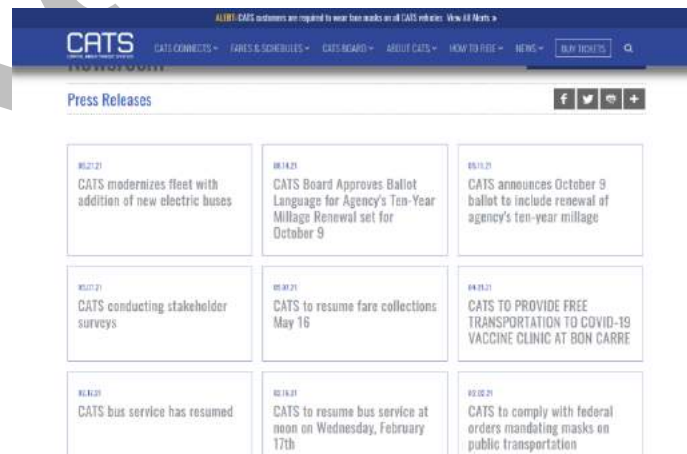 ALERT: CATS customers are required to wear face masks on all CATS vehicles. View All Alerts »
CATS
CATS CONNECTS
FARES & SCHEDULES
CATS BOARD
ABOUT CATS
HOW TO RIDE
NEWS
BUY TICKETS
Press Releases
CATS modernizes fleet with
addition of new electric buses
CATS Board Approves Ballot
Language for Agency's Ten-Year
Millage Renewal set for
October 9
CATS announces October 9
ballot to include renewal of
agency's ten-year millage
CATS conducting stakeholder
surveys
CATS to resume fare collections
May 16
CATS TO PROVIDE FREE
TRANSPORTATION TO COVID-19
VACCINE CLINIC AT BON CARRE
CATS bus service has resumed
CATS to resume bus service at
noon on Wednesday, February
17th
CATS to comply with federal
orders mandating masks on
public transportation